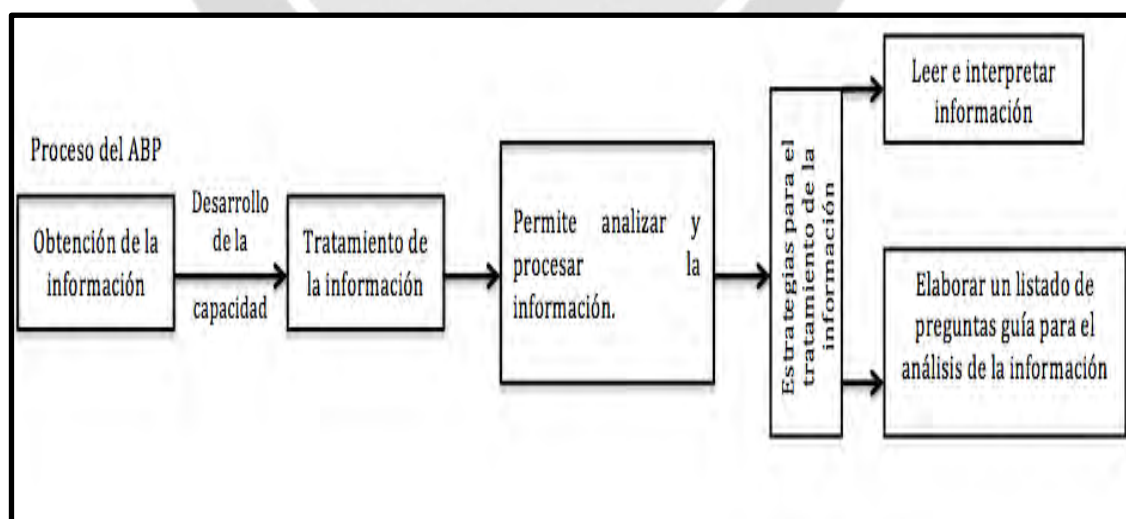 Proceso del ABP
Obtención de la
información
Desarrollo
de la
capacidad
Tratamiento de
la información
Permite analizar y
procesar la
información.
Estrategias para el
tratamiento de la
información
Leer e interpretar
información
Elaborar un listado de
preguntas guía para el
análisis de la información